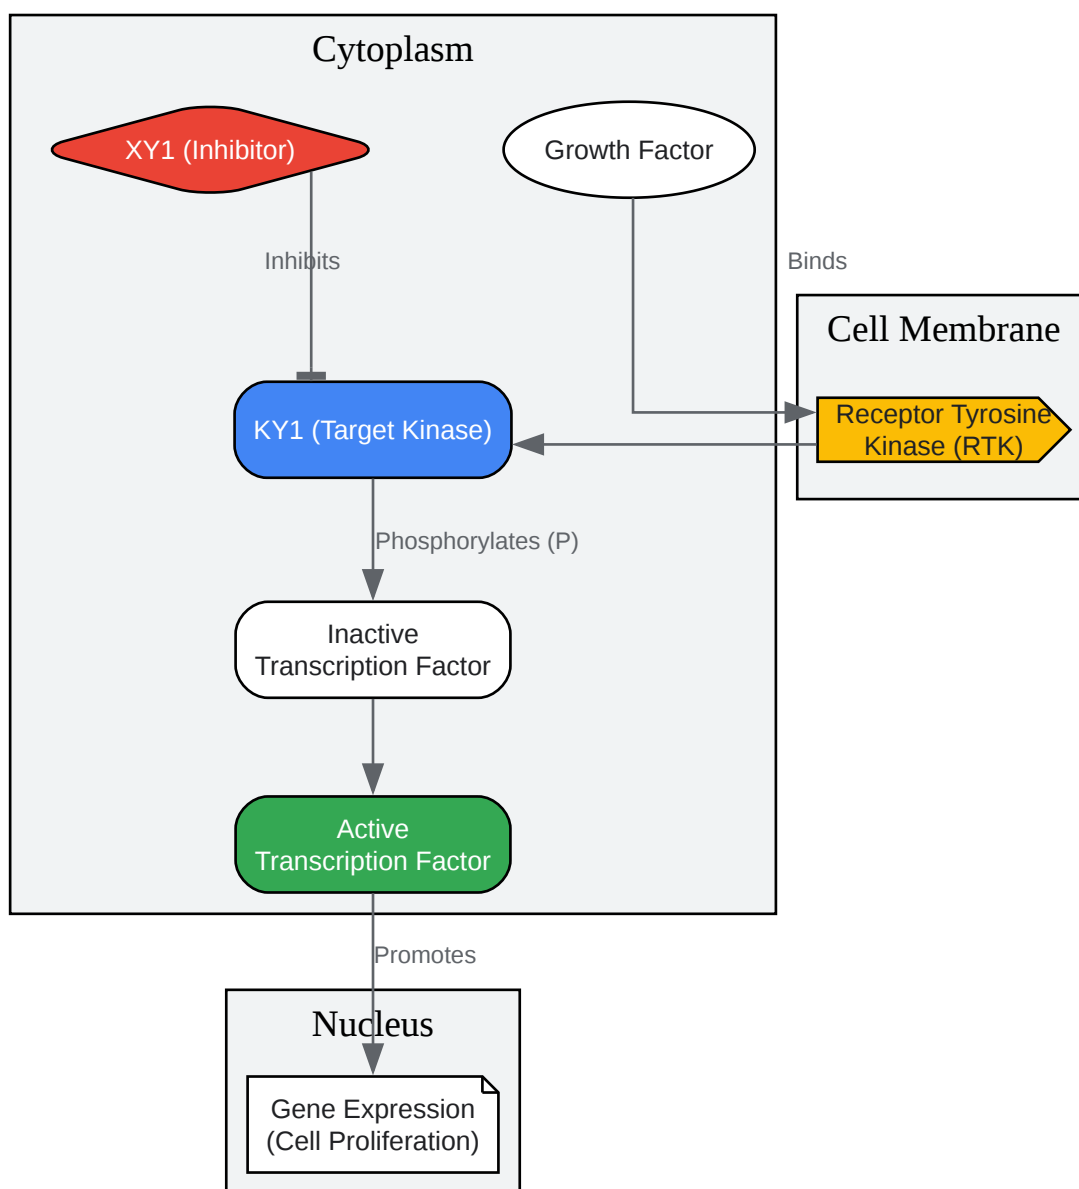 Cytoplasm
XY1 (Inhibitor)
Growth Factor
Inhibits
Binds
Cell Membrane
Receptor Tyrosine
Kinase (RTK)
KY1 (Target Kinase)
Phosphorylates (P)
Inactive
Transcription Factor
Active
Transcription Factor
Promotes
Nucleus
Gene Expression
(Cell Proliferation)